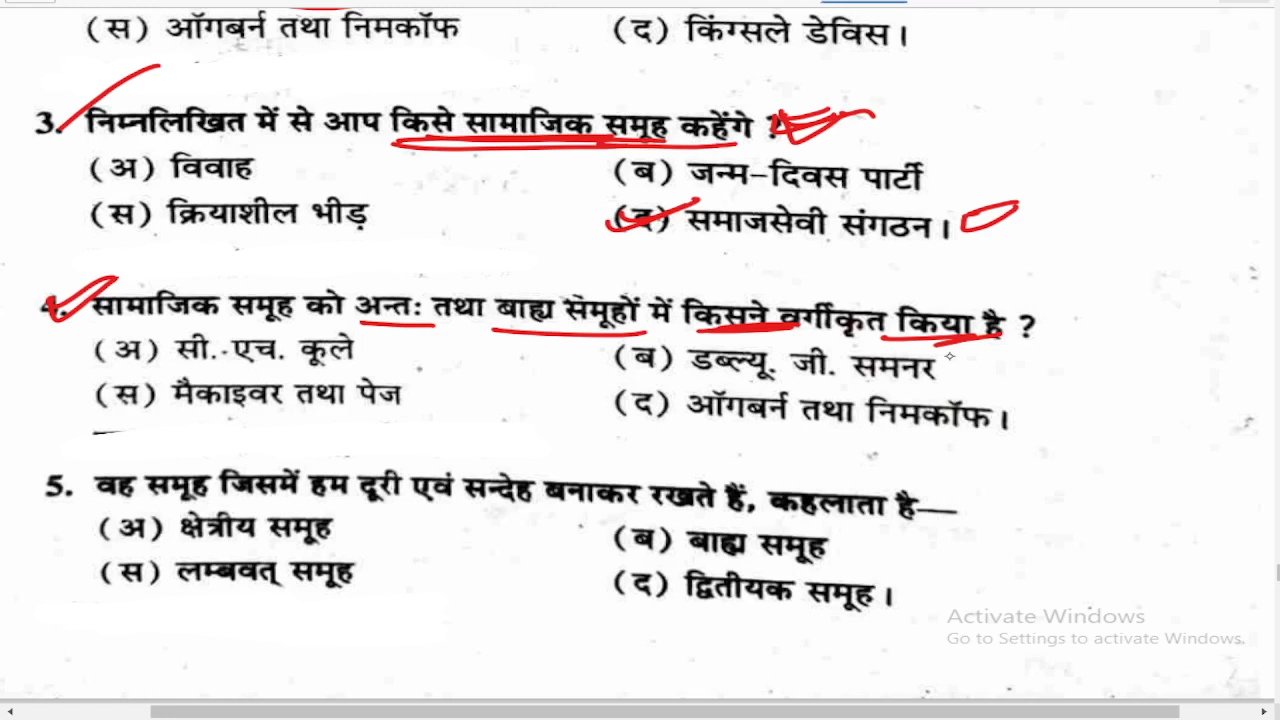 (स) ऑगबर्न तथा निमकॉफ (द) किंग्सले डेविस।
3. निम्नलिखित में से आप किसे सामाजिक समूह कहेंगे ?
(अ) विवाह (ब) जन्म-दिवस पार्टी
(स) क्रियाशील भीड़ (द) समाजसेवी संगठन।
4. सामाजिक समूह को अन्तः तथा बाह्य समूहों में किसने वर्गीकृत किया है ?
(अ) सी. एच. कूले (ब) डब्ल्यू. जी. समनर
(स) मैकाइवर तथा पेज (द) ऑगबर्न तथा निमकॉफ।
5. वह समूह जिसमें हम दूरी एवं सन्देह बनाकर रखते हैं, कहलाता है—
(अ) क्षेत्रीय समूह (ब) बाह्य समूह
(स) लम्बवत् समूह (द) द्वितीयक समूह।
Activate Windows
Go to Settings to activate Windows.